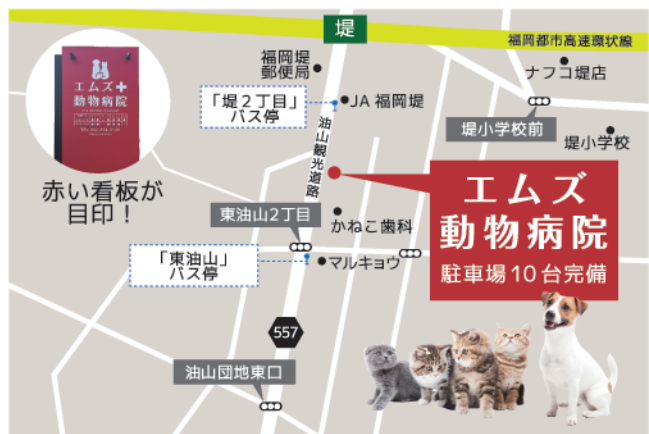 堤
福岡都市高速環状線
福岡堤
郵便局
ナフコ堤店
エムズ
動物病院
「堤2丁目」
バス停
JA 福岡堤
油山観光道路
堤小学校前
堤小学校
赤い看板が
目印！
エムズ
動物病院
駐車場10台完備
東油山2丁目
かねこ歯科
「東油山」
バス停
マルキョウ
557
油山団地東口